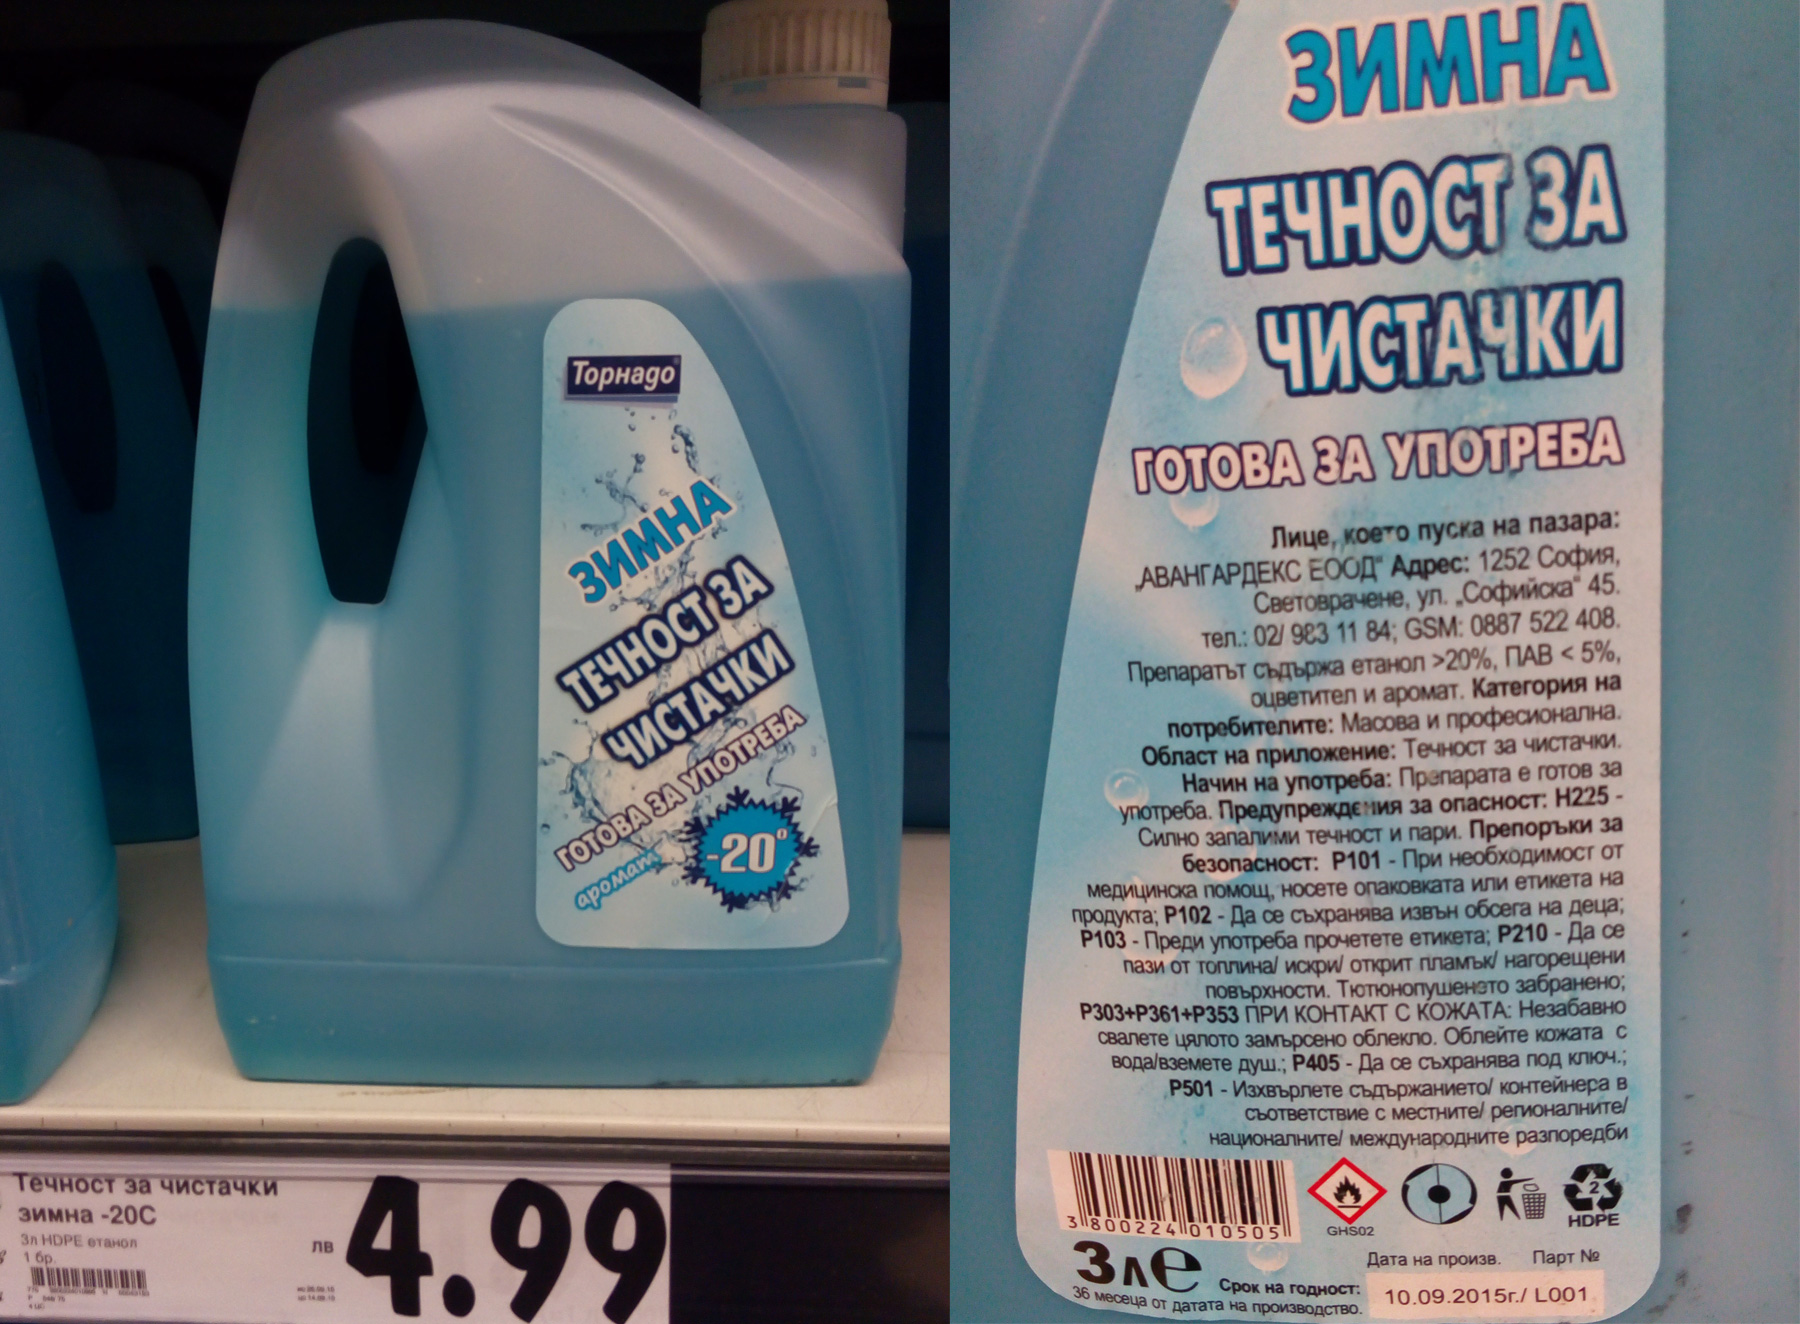 Торнадо
ЗИМНА
ТЕЧНОСТ ЗА
ЧИСТАЧКИ
ГОТОВА ЗА УПОТРЕБА
аромат
-20°
Течност за чистачки
зимна -20С
3л HDPE етанол
1 бр.
лв 4.99
ЗИМНА
ТЕЧНОСТ ЗА
ЧИСТАЧКИ
ГОТОВА ЗА УПОТРЕБА
Лице, което пуска на пазара:
„АВАНГАРДЕКС ЕООД“ Адрес: 1252 София,
Световрачене, ул. „Софийска“ 45.
тел.: 02/ 983 11 84; GSM: 0887 522 408.
Препаратът съдържа етанол >20%, ПАВ < 5%,
оцветител и аромат. Категория на
потребителите: Масова и професионална.
Област на приложение: Течност за чистачки.
Начин на употреба: Препарата е готов за
употреба. Предупреждения за опасност: H225 -
Силно запалими течност и пари. Препоръки за
безопасност: P101 - При необходимост от
медицинска помощ, носете опаковката или етикета на
продукта; P102 - Да се съхранява извън обсега на деца;
P103 - Преди употреба прочетете етикета; P210 - Да се
пази от топлина/ искри/ открит пламък/ нагорещени
повърхности. Тютюнопушенето забранено;
P303+P361+P353 ПРИ КОНТАКТ С КОЖАТА: Незабавно
свалете цялото замърсено облекло. Облейте кожата с
вода/вземете душ.; P405 - Да се съхранява под ключ.;
P501 - Изхвърлете съдържанието/ контейнера в
съответствие с местните/ регионалните/
националните/ международните разпоредби
3 800224 010505
GHS02
2
HDPE
3 л e
Дата на произв. Парт №
Срок на годност:
36 месеца от датата на производство.
10.09.2015г./ L001